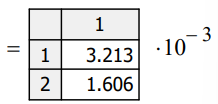 1
= 1 3.213 ·10⁻³
2 1.606